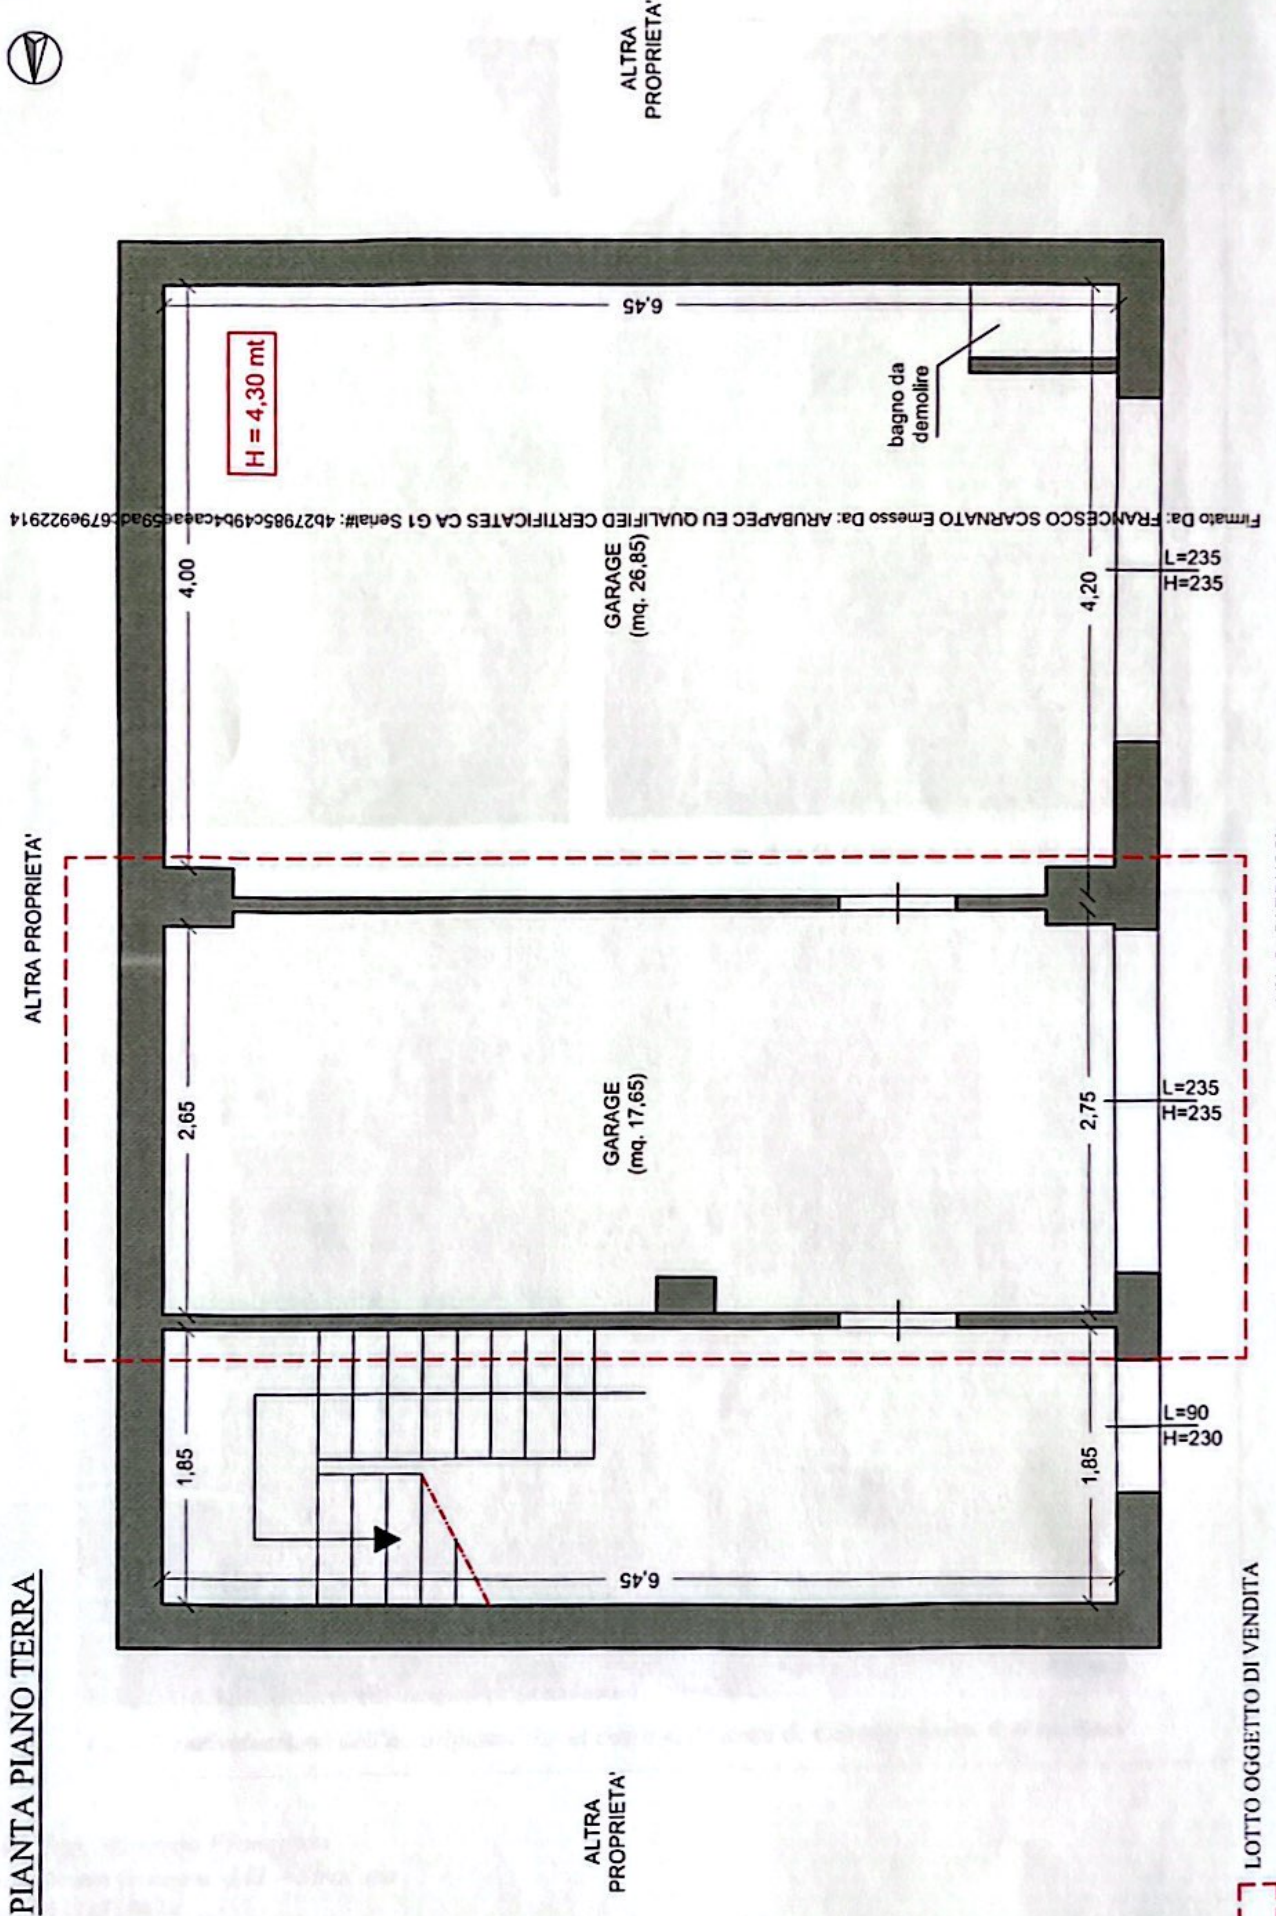 PIANTA PIANO TERRA
ALTRA PROPRIETA'
ALTRA
PROPRIETA'
ALTRA
PROPRIETA'
1,85
2,65
4,00
H = 4,30 mt
6,45
6,45
GARAGE
(mq. 17,65)
GARAGE
(mq. 26,85)
bagno da
demolire
Firmato Da: FRANCESCO SCARNATO Emesso Da: ARUBAPEC EU QUALIFIED CERTIFICATES CA G1 Serial#: 4b27985c49b4caeae59adc679e922914
1,85
2,75
4,20
L=90
H=230
L=235
H=235
L=235
H=235
LOTTO OGGETTO DI VENDITA